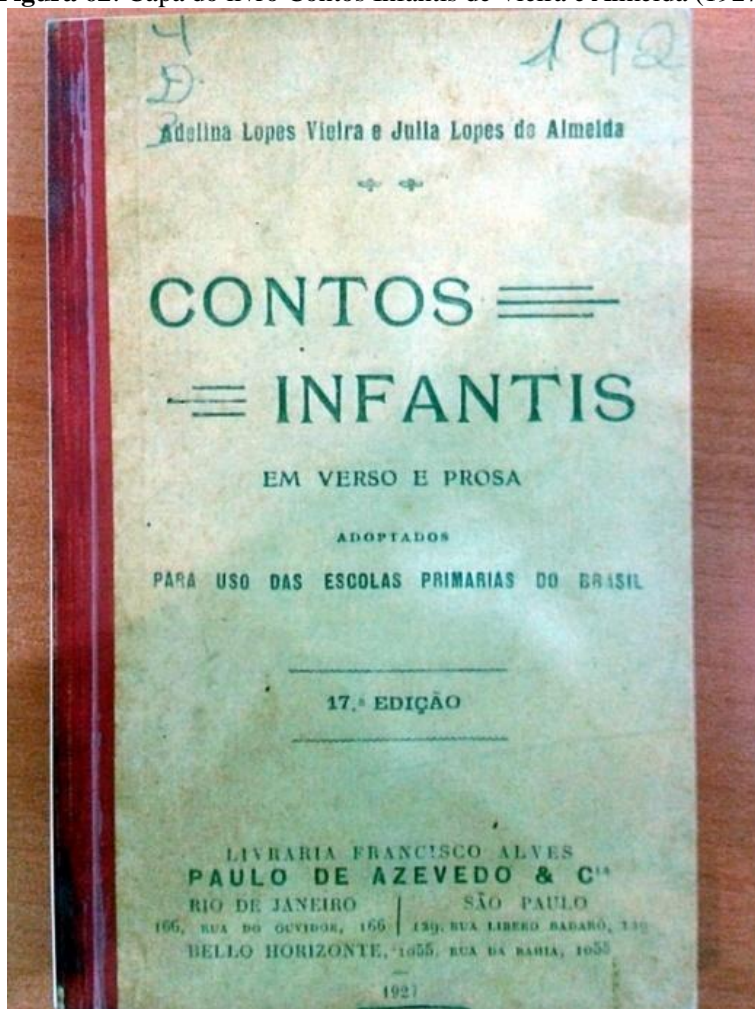 Capa do livro Contos Infantis de Vieira e Almeida (192
4 192
D.
3
Adelina Lopes Vieira e Julia Lopes de Almeida
CONTOS
INFANTIS
EM VERSO E PROSA
ADOPTADOS
PARA USO DAS ESCOLAS PRIMARIAS DO BRASIL
17.ª EDIÇÃO
LIVRARIA FRANCISCO ALVES
PAULO DE AZEVEDO & Cia
RIO DE JANEIRO SÃO PAULO
166, RUA DO OUVIDOR, 166 129, RUA LIBERO BADARÓ, 129
BELLO HORIZONTE, 1055, RUA DA BAHIA, 1055
1927